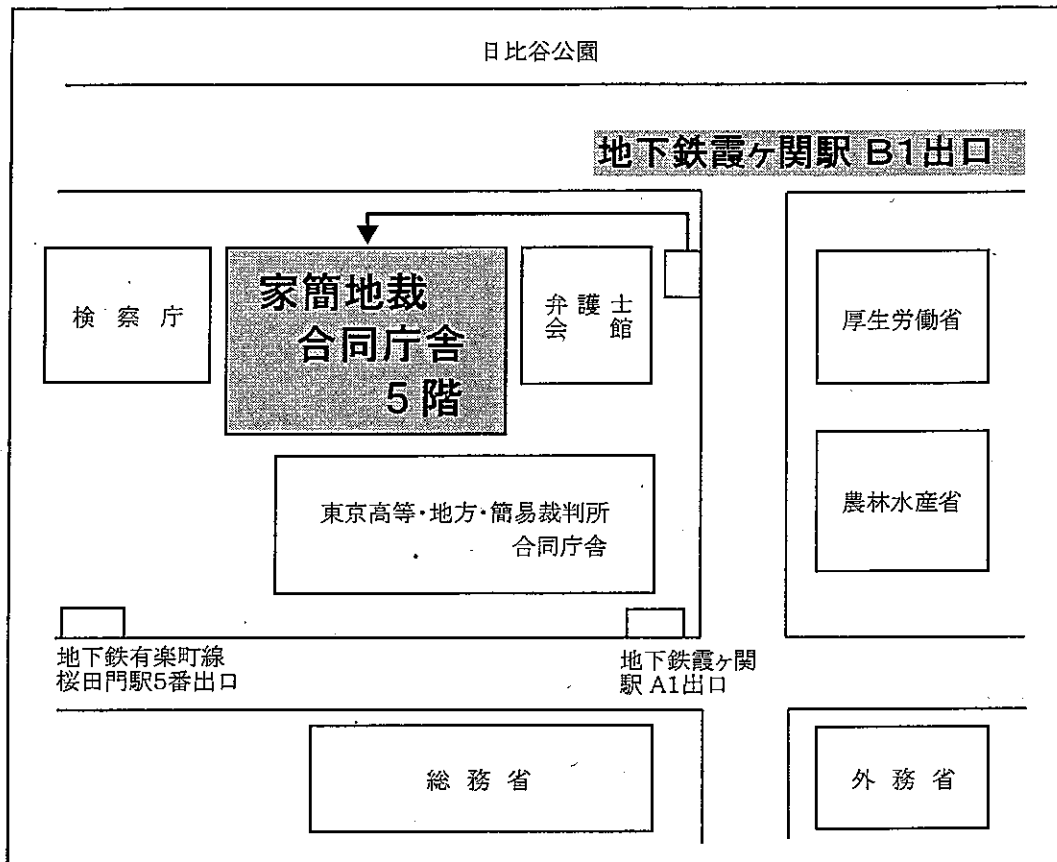 日比谷公園
地下鉄霞ヶ関駅 B1出口
検察庁
家簡地裁
合同庁舎
5階
弁護士
会館
厚生労働省
東京高等・地方・簡易裁判所
合同庁舎
農林水産省
地下鉄有楽町線
桜田門駅5番出口
地下鉄霞ヶ関
駅 A1出口
総務省
外務省